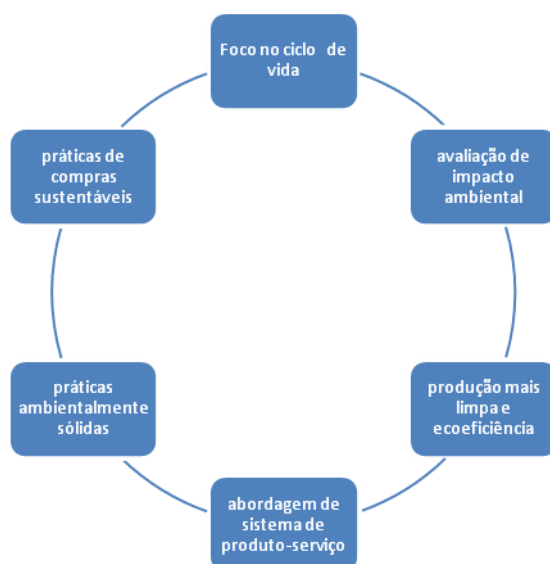 Foco no ciclo de
vida
avaliação de
impacto
ambiental
produção mais
limpa e
ecoeficiência
abordagem de
sistema de
produto-serviço
práticas
ambientalmente
sólidas
práticas de
compras
sustentáveis